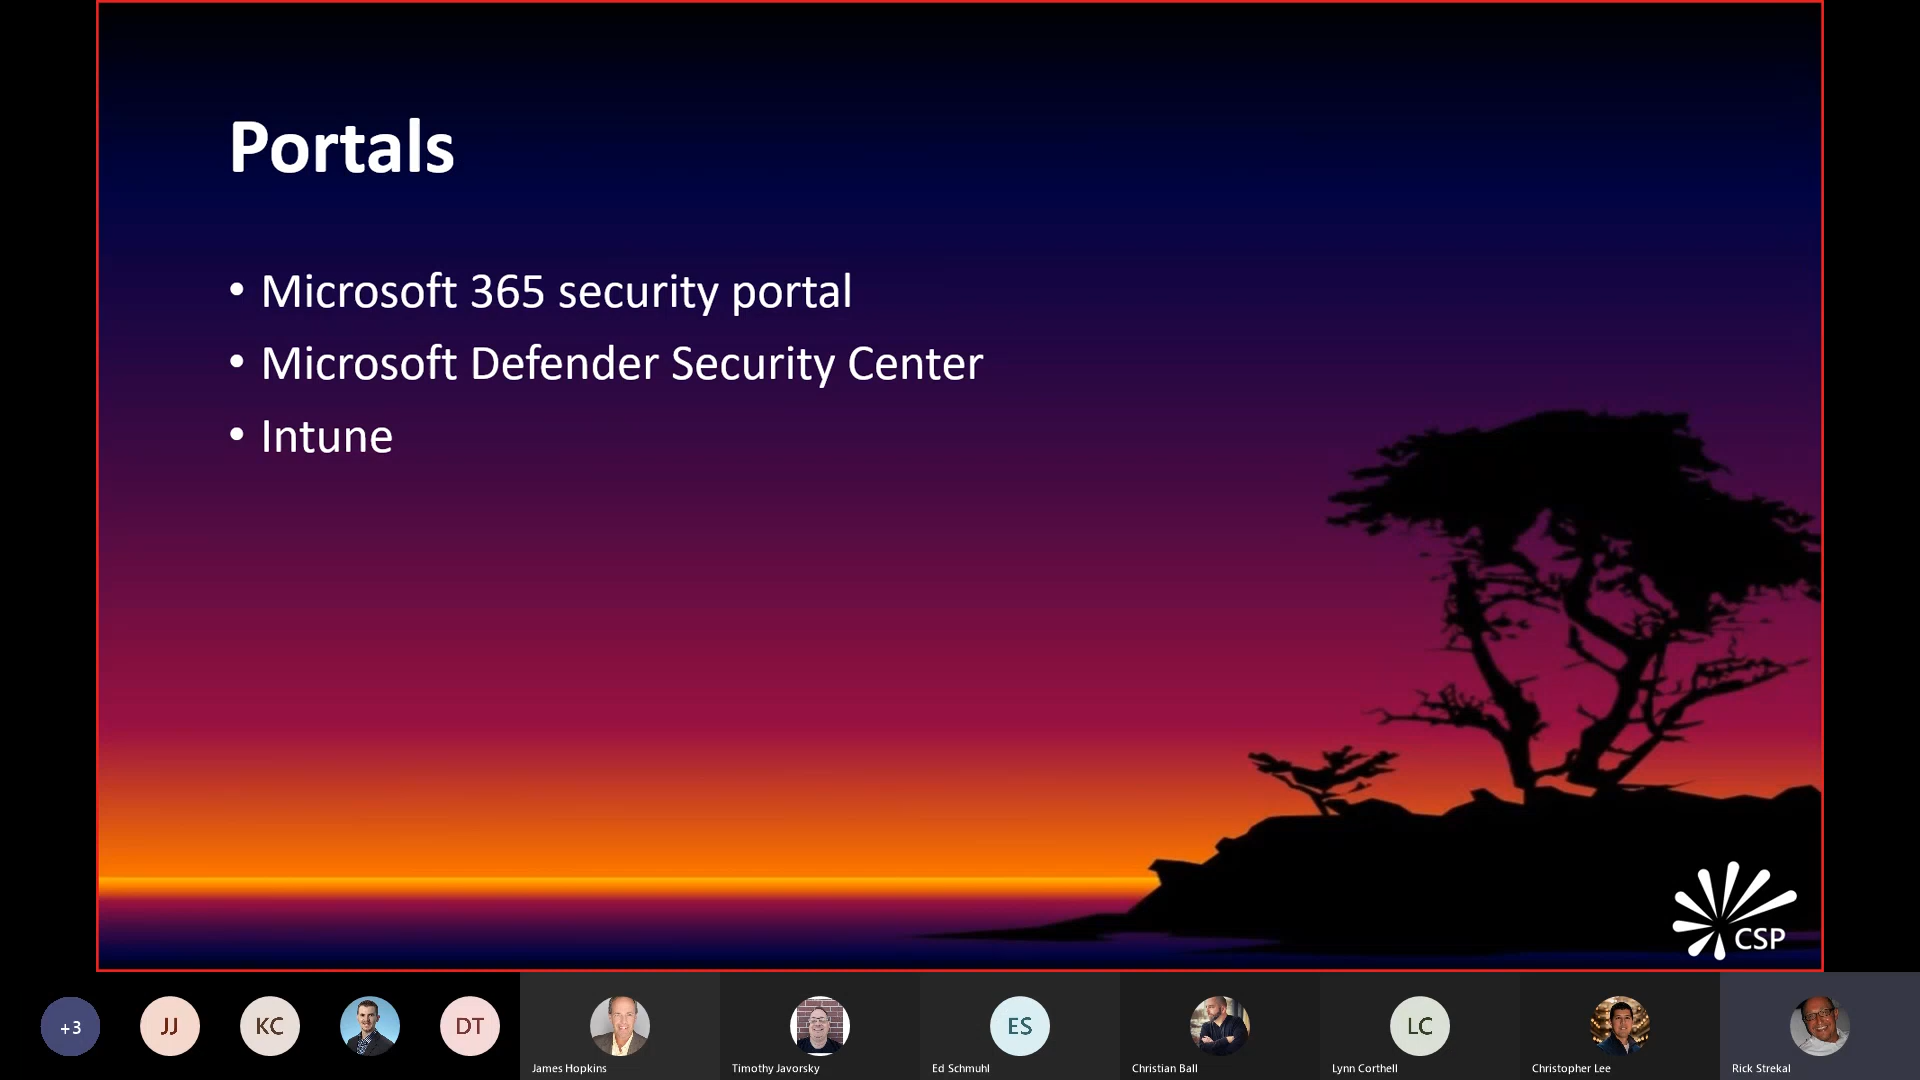 Portals
• Microsoft 365 security portal
• Microsoft Defender Security Center
• Intune
CSP
+3
JJ
KC
DT
ES
LC
James Hopkins
Timothy Javorsky
Ed Schmuhl
Christian Ball
Lynn Corthell
Christopher Lee
Rick Strekal